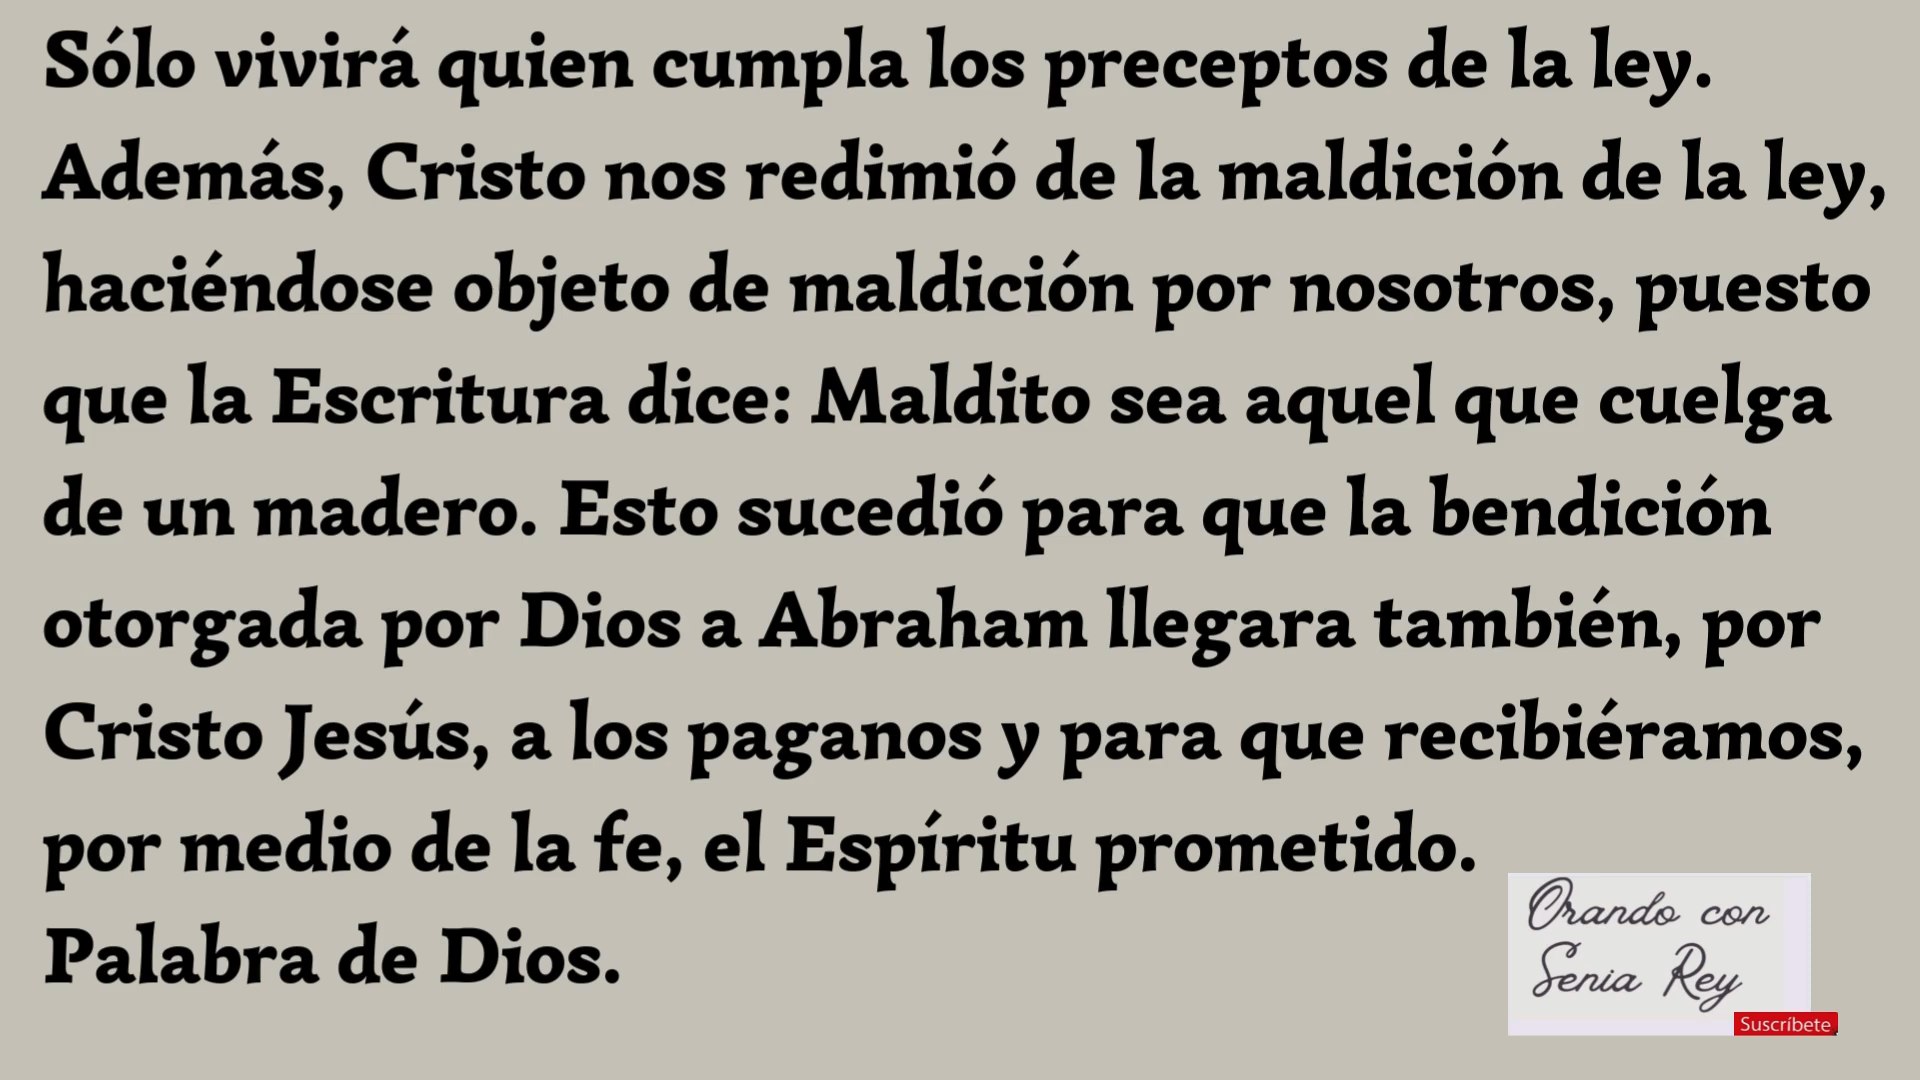 Sólo vivirá quien cumpla los preceptos de la ley.
Además, Cristo nos redimió de la maldición de la ley,
haciéndose objeto de maldición por nosotros, puesto
que la Escritura dice: Maldito sea aquel que cuelga
de un madero. Esto sucedió para que la bendición
otorgada por Dios a Abraham llegara también, por
Cristo Jesús, a los paganos y para que recibiéramos,
por medio de la fe, el Espíritu prometido.
Palabra de Dios.
Orando con
Senia Rey
Suscríbete